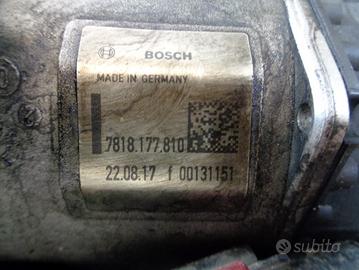 BOSCH
MADE IN GERMANY
7818.177.810
22.08.17 f 00131151
subito